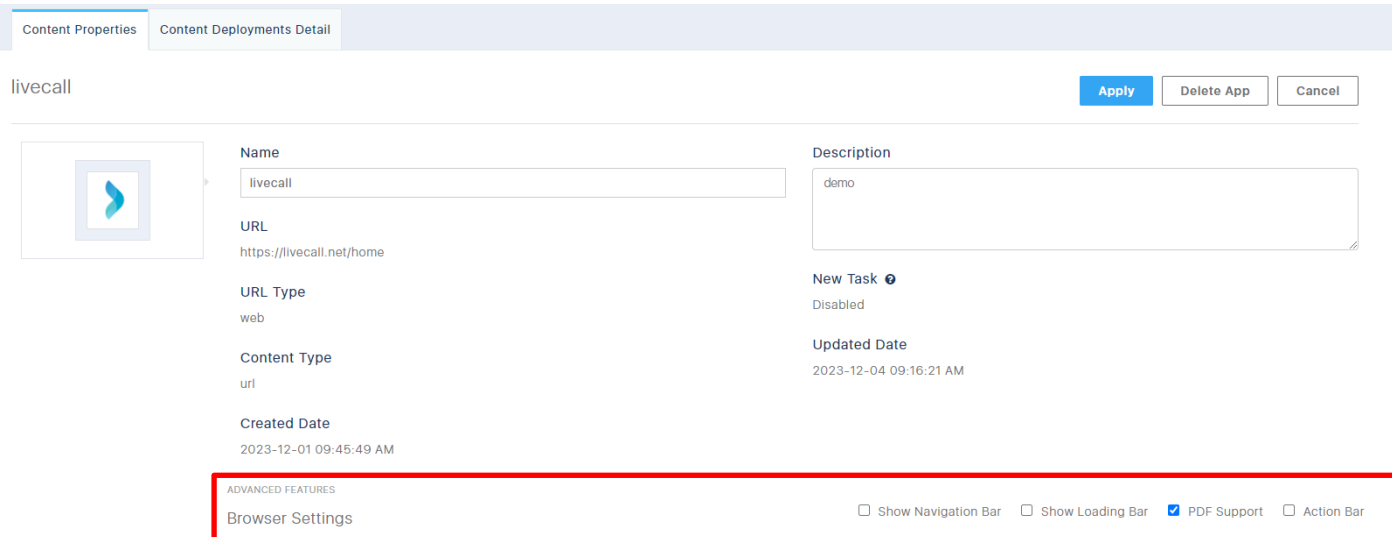 Content Properties
Content Deployments Detail
livecall
Apply
Delete App
Cancel
Name
livecall
URL
https://livecall.net/home
URL Type
web
Content Type
url
Created Date
2023-12-01 09:45:49 AM
Description
demo
New Task
Disabled
Updated Date
2023-12-04 09:16:21 AM
ADVANCED FEATURES
Browser Settings
Show Navigation Bar
Show Loading Bar
PDF Support
Action Bar